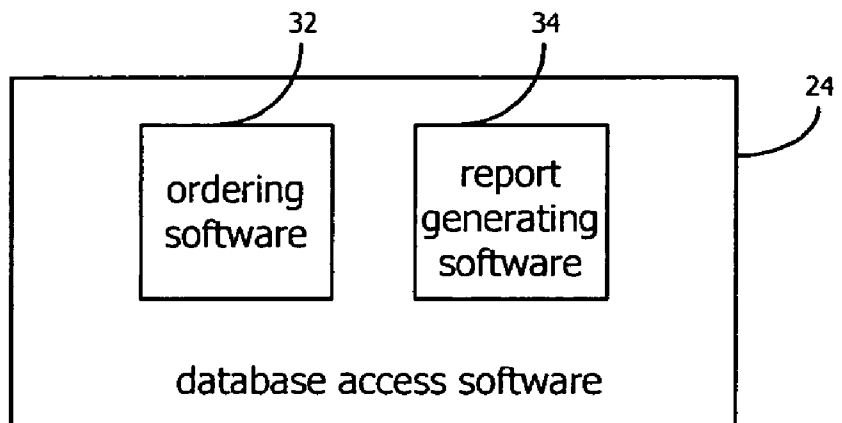 32
34
24
ordering
software
report
generating
software
database access software